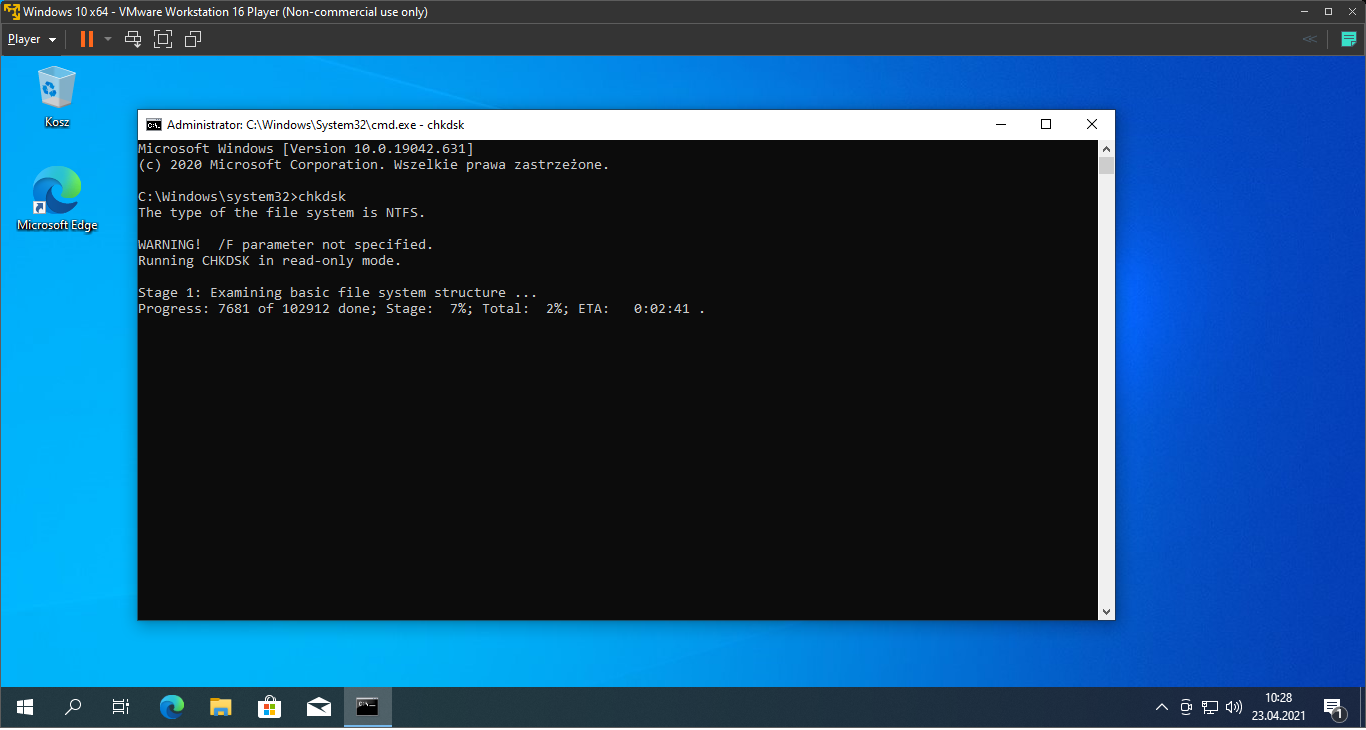 Windows 10 x64 - VMware Workstation 16 Player (Non-commercial use only)
Player
Kosz
Microsoft Edge
Administrator: C:\Windows\System32\cmd.exe - chkdsk
Microsoft Windows [Version 10.0.19042.631]
(c) 2020 Microsoft Corporation. Wszelkie prawa zastrzeżone.
C:\Windows\system32>chkdsk
The type of the file system is NTFS.
WARNING!  /F parameter not specified.
Running CHKDSK in read-only mode.
Stage 1: Examining basic file system structure ...
Progress: 7681 of 102912 done; Stage:  7%; Total:  2%; ETA:   0:02:41 .
10:28
23.04.2021
1